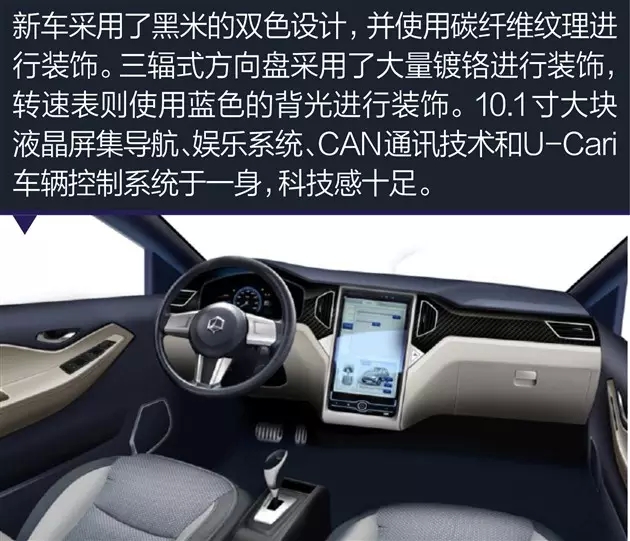 新车采用了黑米的双色设计，并使用碳纤维纹理进
行装饰。三辐式方向盘采用了大量镀铬进行装饰，
转速表则使用蓝色的背光进行装饰。10.1寸大块
液晶屏集导航、娱乐系统、CAN通讯技术和U-Cari
车辆控制系统于一身，科技感十足。